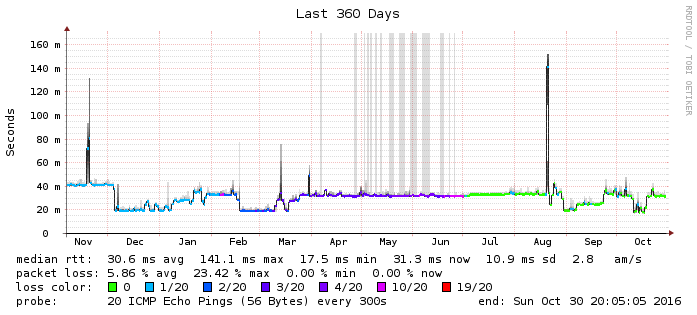 Last 360 Days
RRDTOOL / TOBI OETIKER
Seconds
160 m
140 m
120 m
100 m
80 m
60 m
40 m
20 m
0
Nov Dec Jan Feb Mar Apr May Jun Jul Aug Sep Oct
median rtt: 30.6 ms avg 141.1 ms max 17.5 ms min 31.3 ms now 10.9 ms sd 2.8 am/s
packet loss: 5.86 % avg 23.42 % max 0.00 % min 0.00 % now
loss color: 0 1/20 2/20 3/20 4/20 10/20 19/20
probe: 20 ICMP Echo Pings (56 Bytes) every 300s end: Sun Oct 30 20:05:05 2016